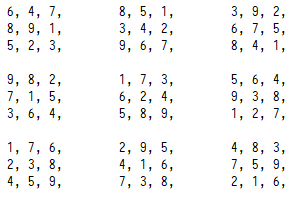 6, 4, 7, 8, 5, 1, 3, 9, 2,
8, 9, 1, 3, 4, 2, 6, 7, 5,
5, 2, 3, 9, 6, 7, 8, 4, 1,
9, 8, 2, 1, 7, 3, 5, 6, 4,
7, 1, 5, 6, 2, 4, 9, 3, 8,
3, 6, 4, 5, 8, 9, 1, 2, 7,
1, 7, 6, 2, 9, 5, 4, 8, 3,
2, 3, 8, 4, 1, 6, 7, 5, 9,
4, 5, 9, 7, 3, 8, 2, 1, 6,